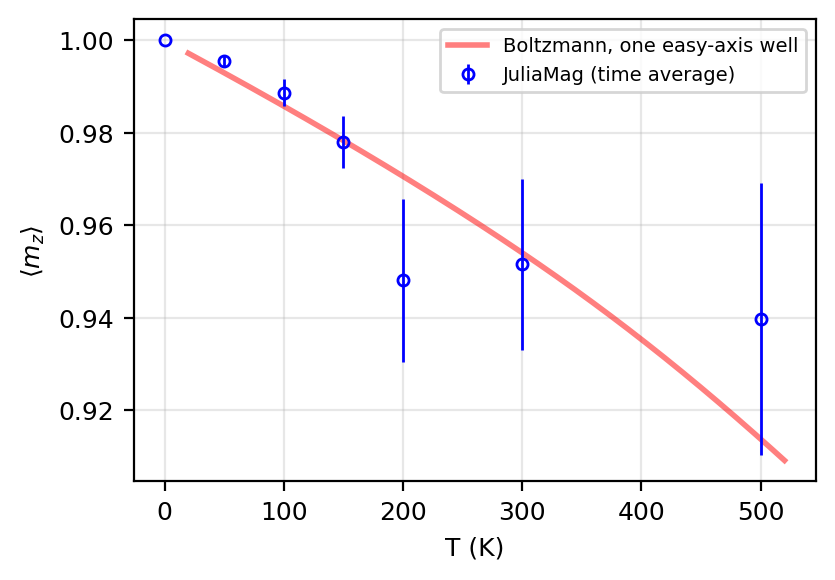 Boltzmann, one easy-axis well
JuliaMag (time average)
1.00
0.98
0.96
0.94
0.92
⟨m_z⟩
0 100 200 300 400 500
T (K)